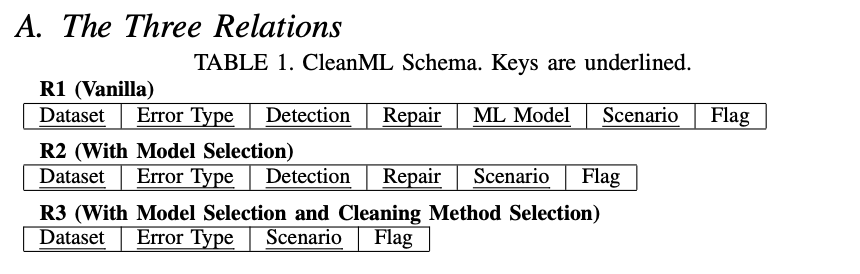 A. The Three Relations
TABLE 1. CleanML Schema. Keys are underlined.
R1 (Vanilla)
Dataset Error Type Detection Repair ML Model Scenario Flag
R2 (With Model Selection)
Dataset Error Type Detection Repair Scenario Flag
R3 (With Model Selection and Cleaning Method Selection)
Dataset Error Type Scenario Flag